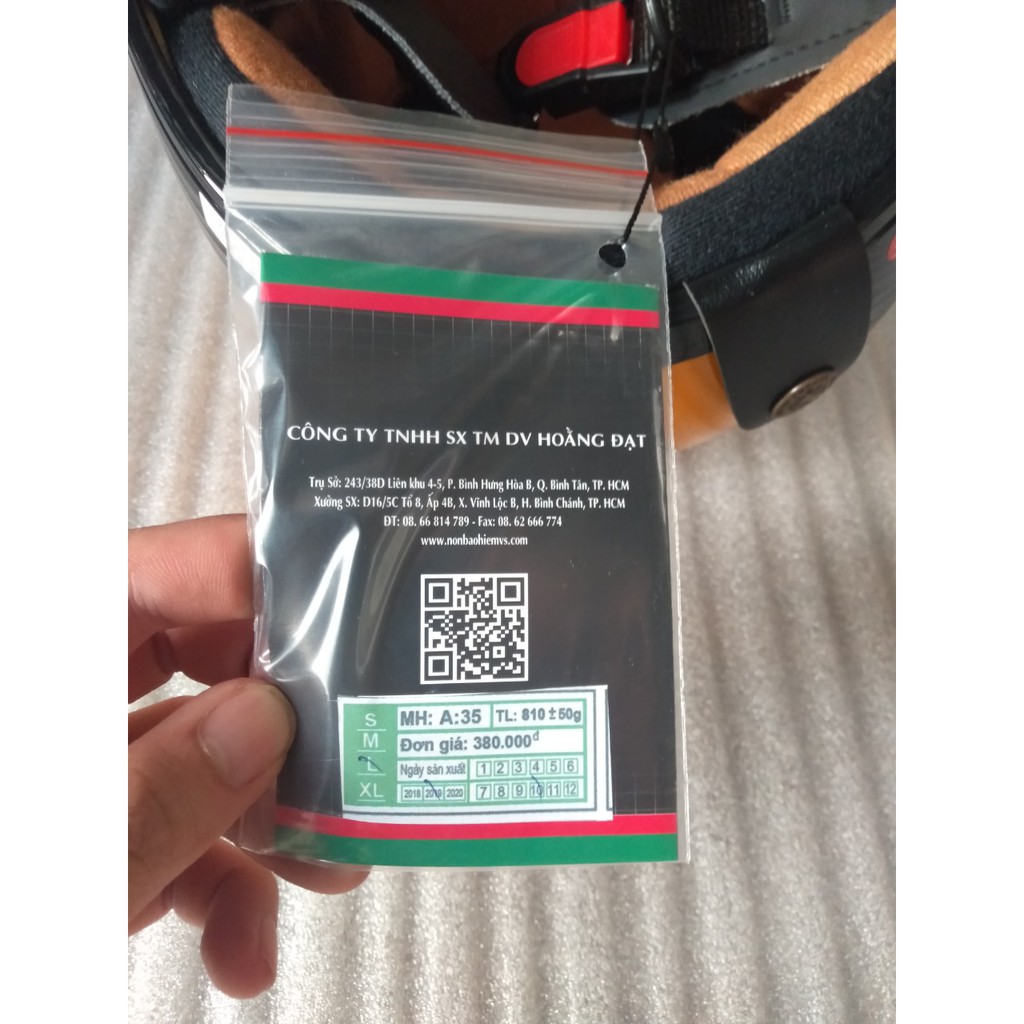 CÔNG TY TNHH SX TM DV HOẰNG ĐẠT
Trụ Sở: 243/38D Liên khu 4-5, P. Bình Hưng Hòa B, Q. Bình Tân, TP. HCM
Xưởng SX: D16/5C Tổ 8, Ấp 4B, X. Vĩnh Lộc B, H. Bình Chánh, TP. HCM
ĐT: 08. 66 814 789 - Fax: 08. 62 666 774
www.nonbaohiemvs.com
S MH: A:35 TL: 810±50g
M Đơn giá: 380.000đ
L Ngày sản xuất 1 2 3 4 5 6
XL 2018 2019 2020 7 8 9 10 11 12